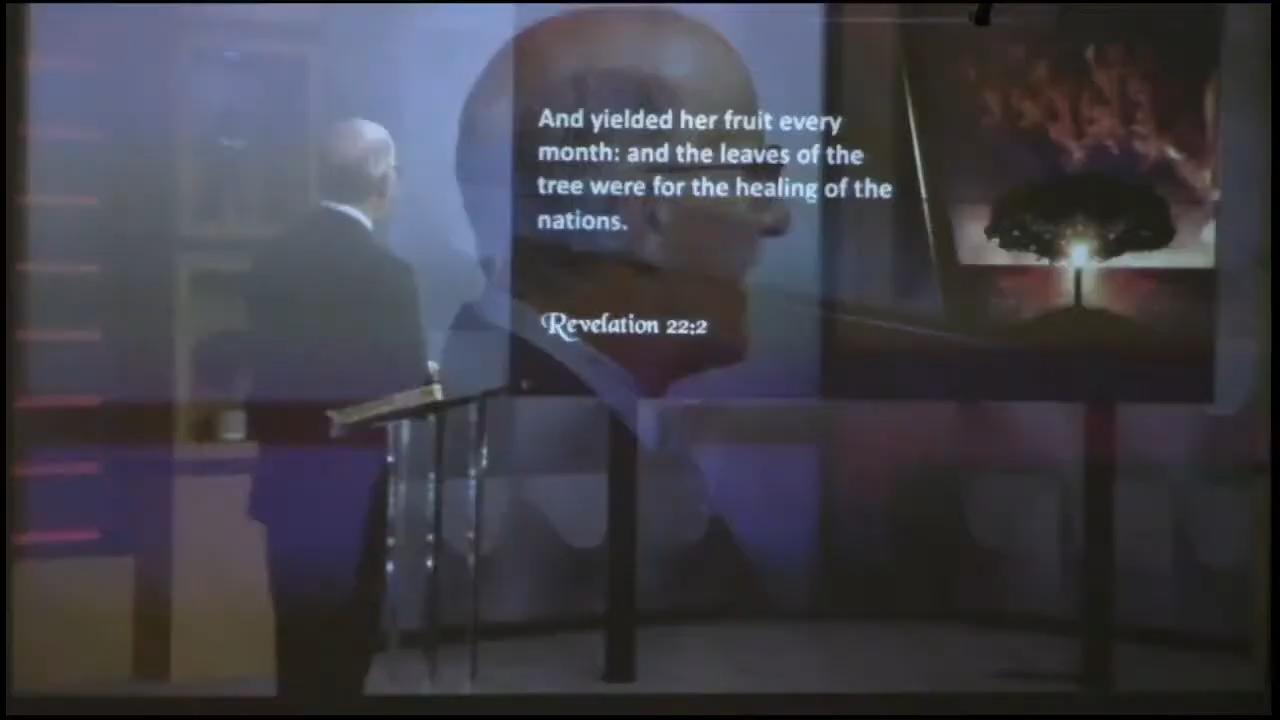 And yielded her fruit every
month: and the leaves of the
tree were for the healing of the
nations.
Revelation 22:2